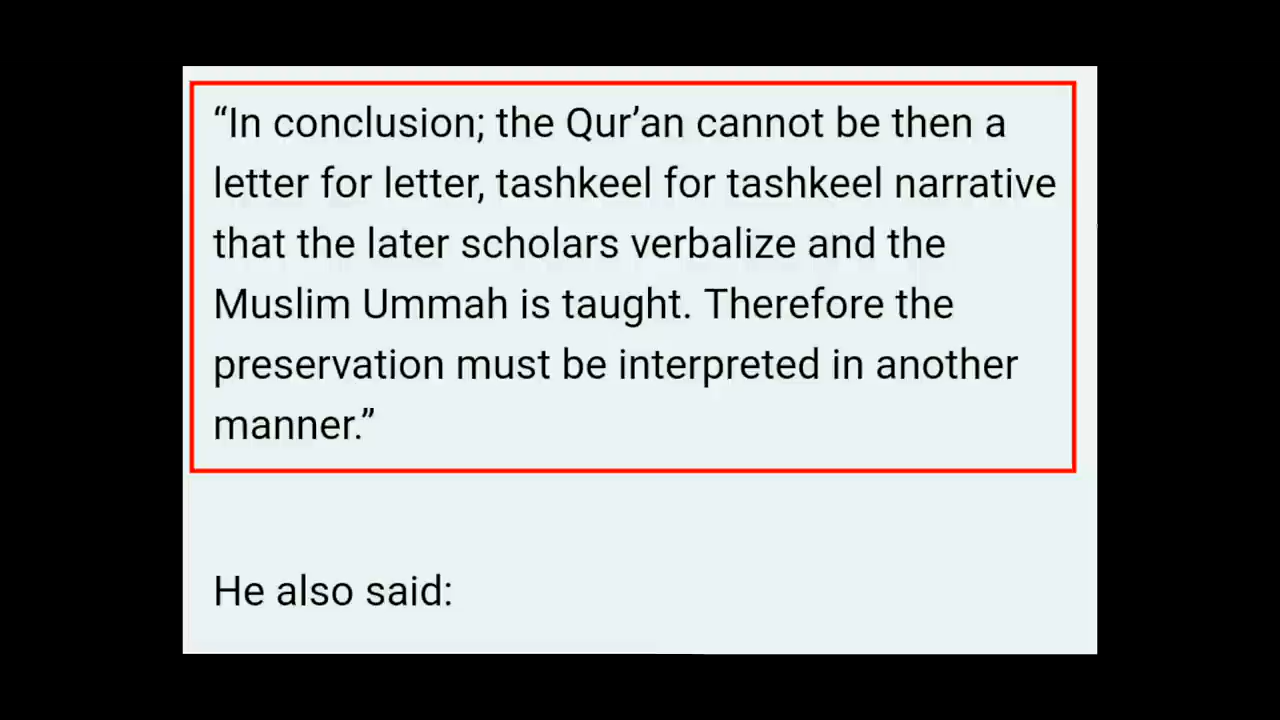 “In conclusion; the Qur’an cannot be then a
letter for letter, tashkeel for tashkeel narrative
that the later scholars verbalize and the
Muslim Ummah is taught. Therefore the
preservation must be interpreted in another
manner.”
He also said: